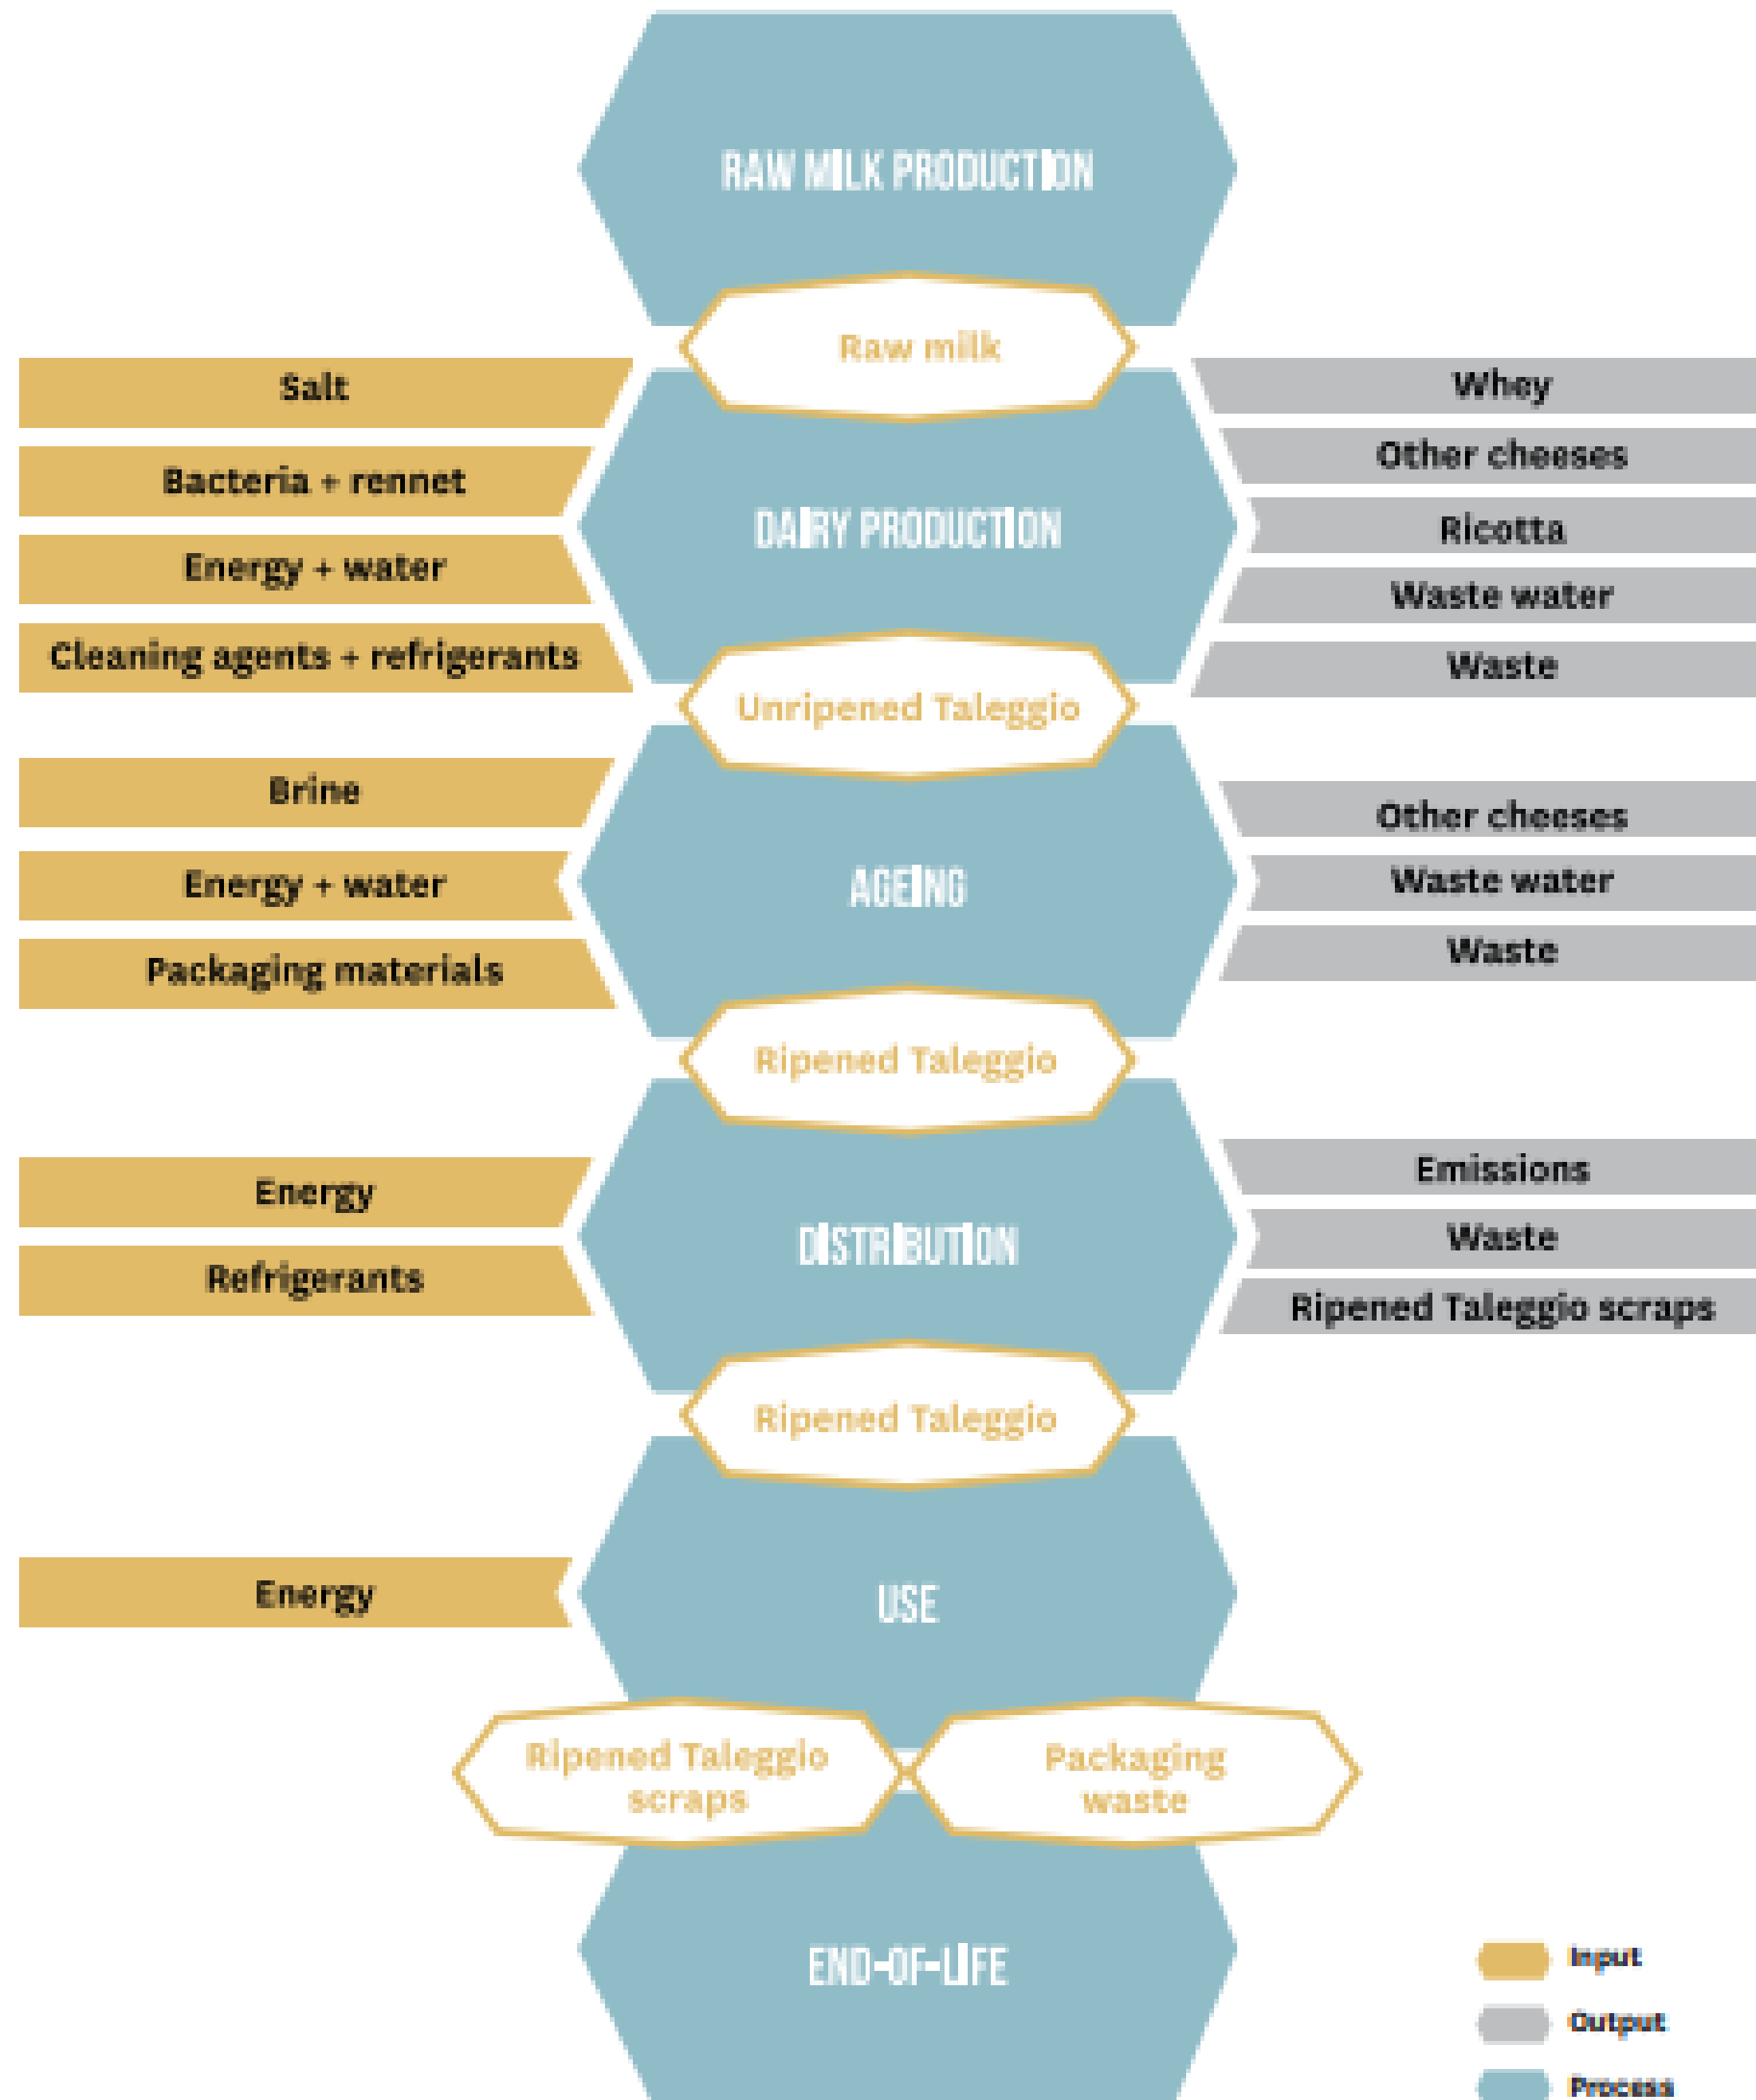 RAW MILK PRODUCTION
Raw milk
Salt
Bacteria + rennet
Energy + water
Cleaning agents + refrigerants
DAIRY PRODUCTION
Whey
Other cheeses
Ricotta
Waste water
Waste
Unripened Taleggio
Brine
Energy + water
Packaging materials
AGEING
Other cheeses
Waste water
Waste
Ripened Taleggio
Energy
Refrigerants
DISTRIBUTION
Emissions
Waste
Ripened Taleggio scraps
Ripened Taleggio
Energy
USE
Ripened Taleggio
scraps
Packaging
waste
END-OF-LIFE
Input
Output
Process